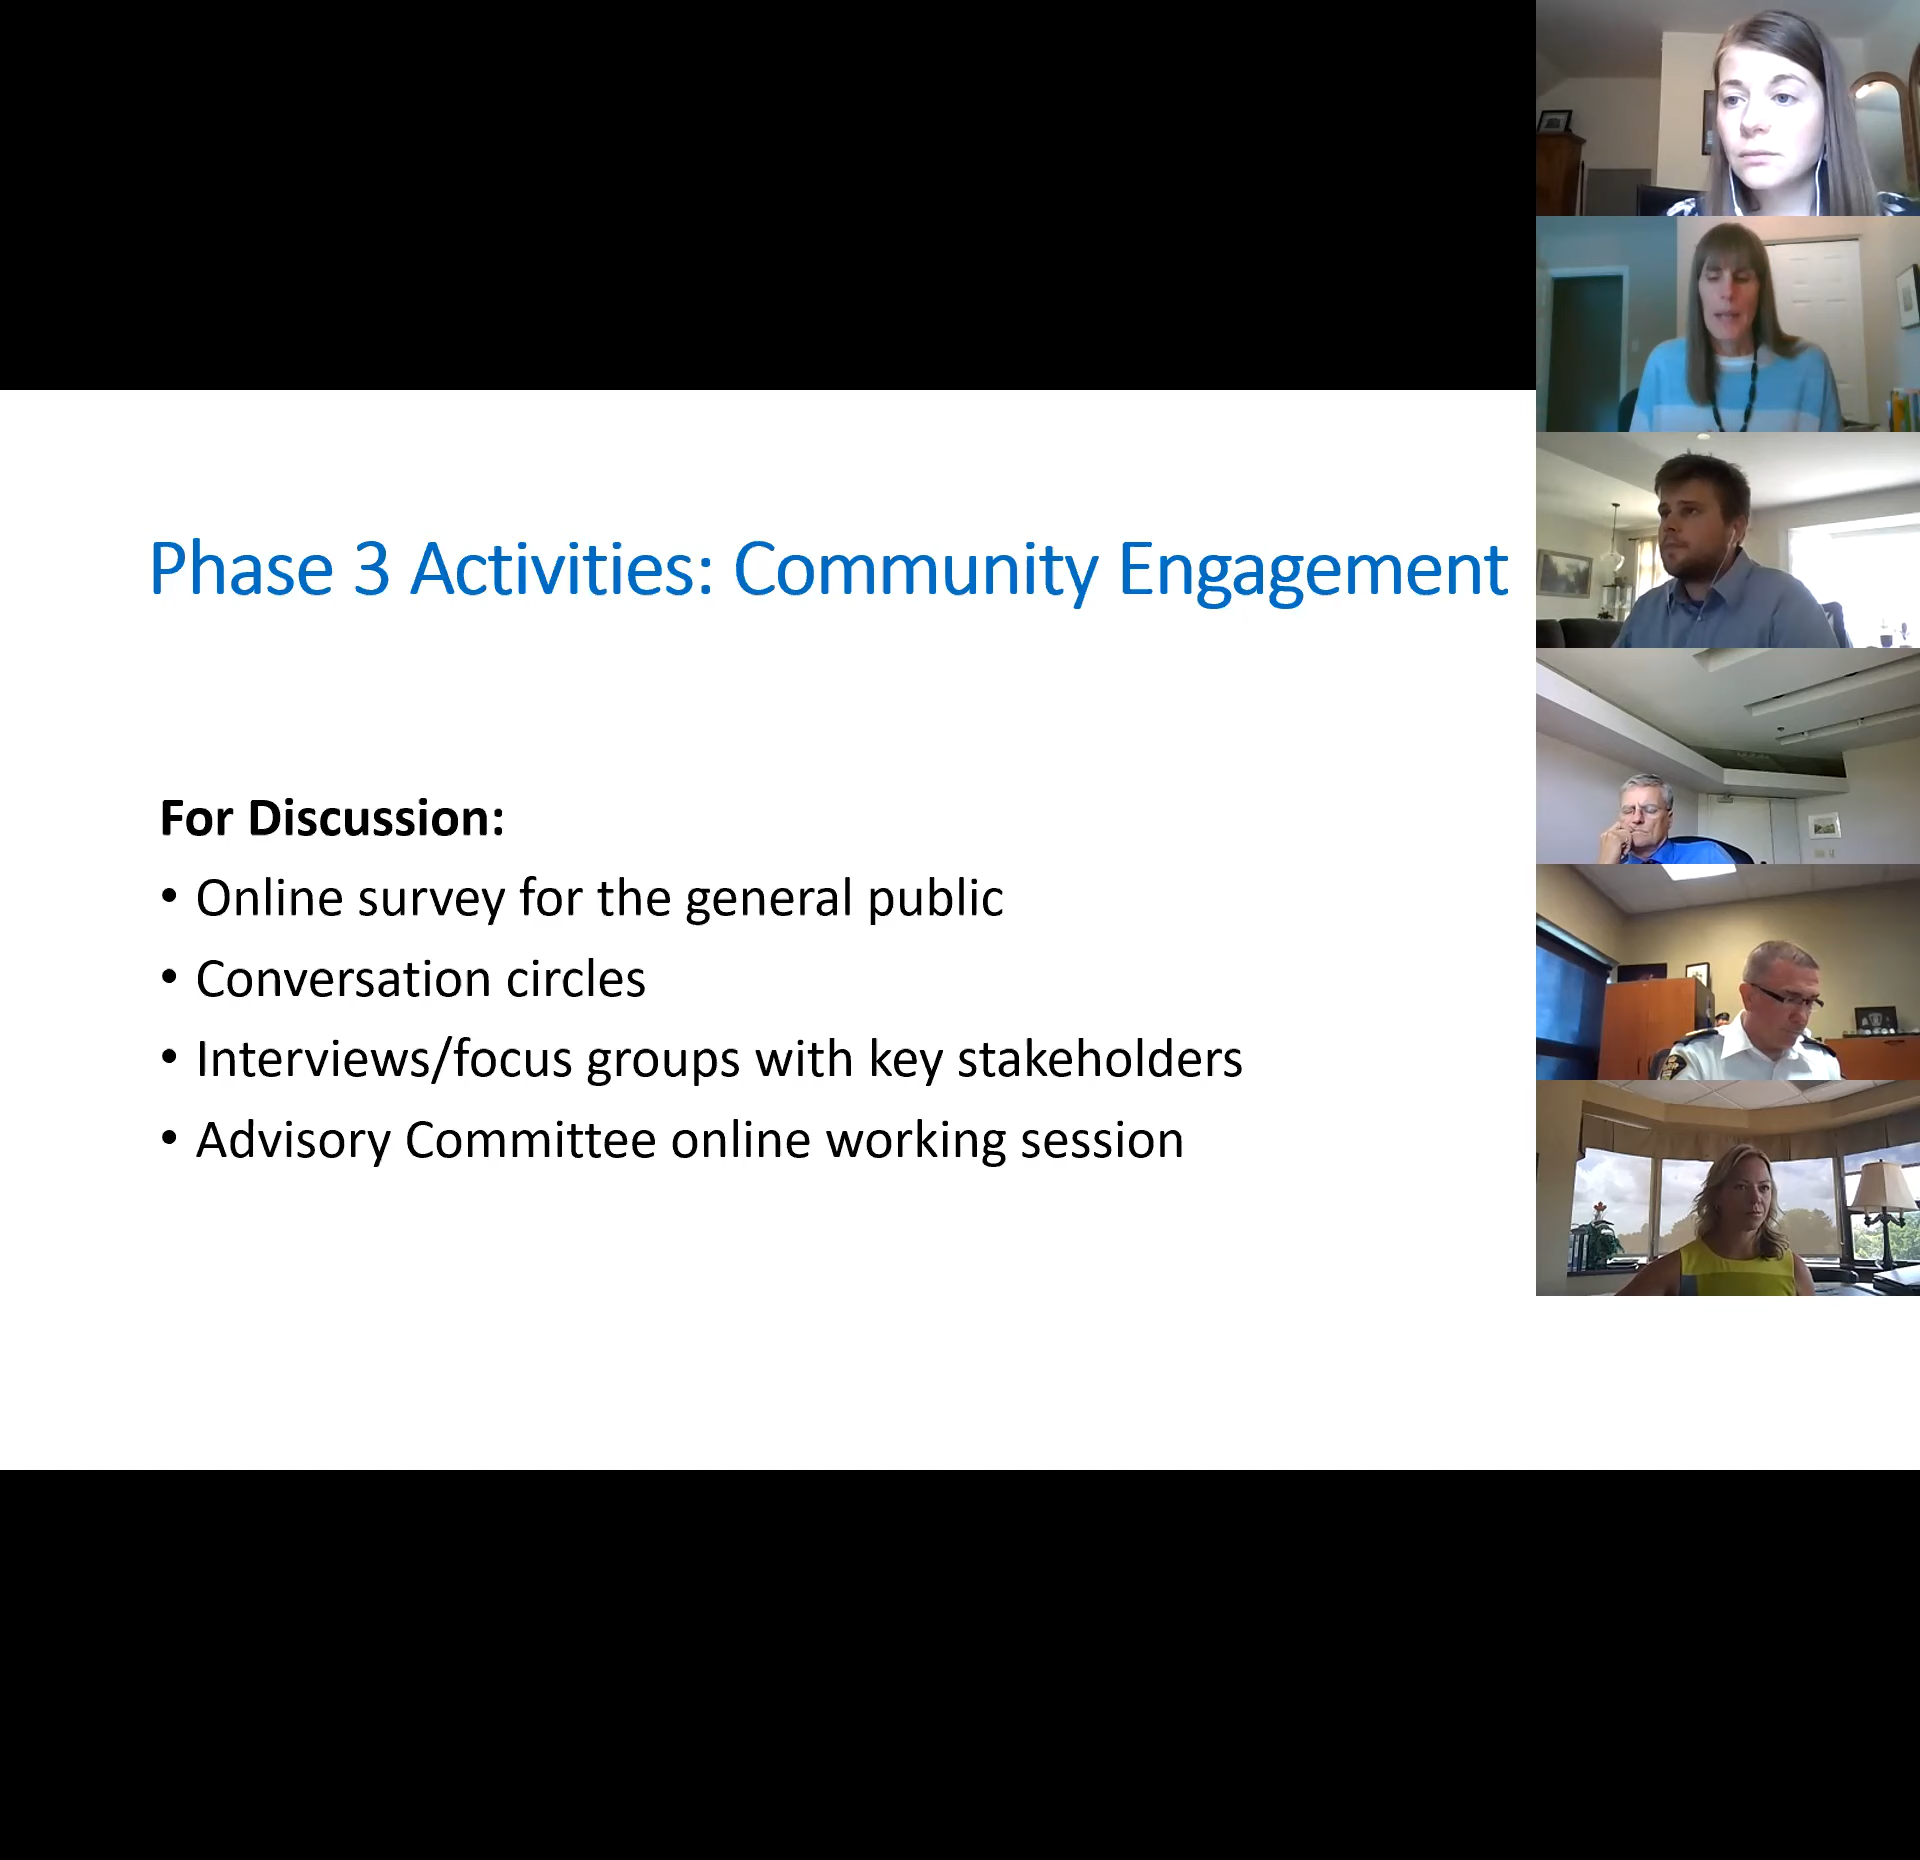 Phase 3 Activities: Community Engagement
For Discussion:
• Online survey for the general public
• Conversation circles
• Interviews/focus groups with key stakeholders
• Advisory Committee online working session